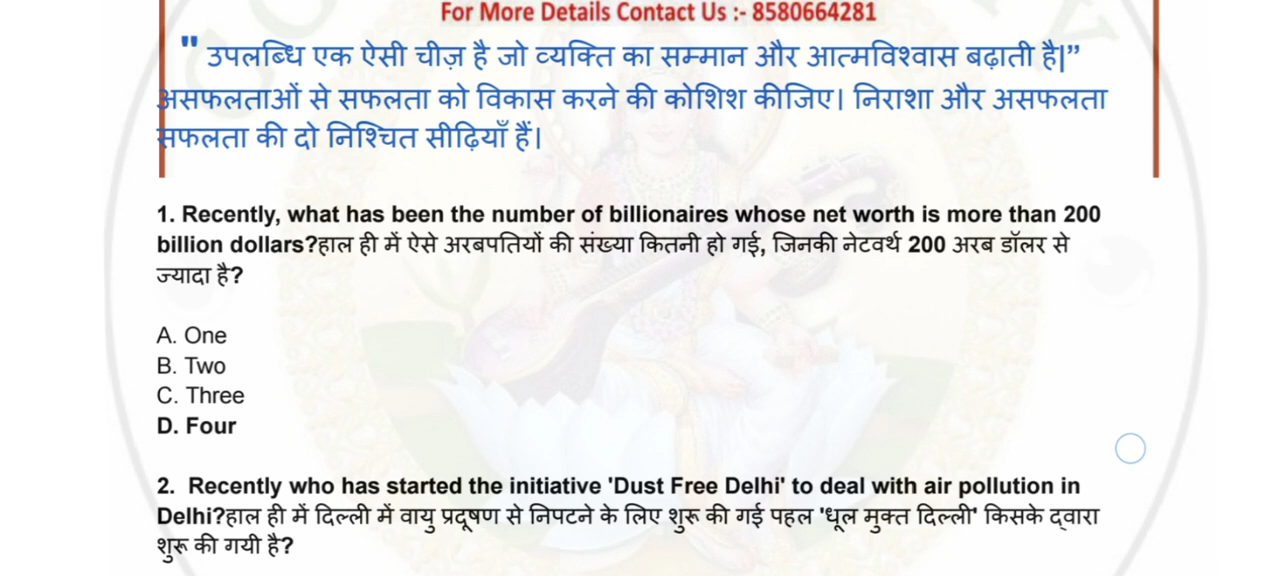 For More Details Contact Us :- 8580664281
" उपलब्धि एक ऐसी चीज़ है जो व्यक्ति का सम्मान और आत्मविश्वास बढ़ाती है|”
असफलताओं से सफलता को विकास करने की कोशिश कीजिए। निराशा और असफलता
सफलता की दो निश्चित सीढ़ियाँ हैं।
1. Recently, what has been the number of billionaires whose net worth is more than 200
billion dollars?हाल ही में ऐसे अरबपतियों की संख्या कितनी हो गई, जिनकी नेटवर्थ 200 अरब डॉलर से
ज्यादा है?
A. One
B. Two
C. Three
D. Four
2. Recently who has started the initiative 'Dust Free Delhi' to deal with air pollution in
Delhi?हाल ही में दिल्ली में वायु प्रदूषण से निपटने के लिए शुरू की गई पहल 'धूल मुक्त दिल्ली' किसके द्वारा
शुरू की गयी है?